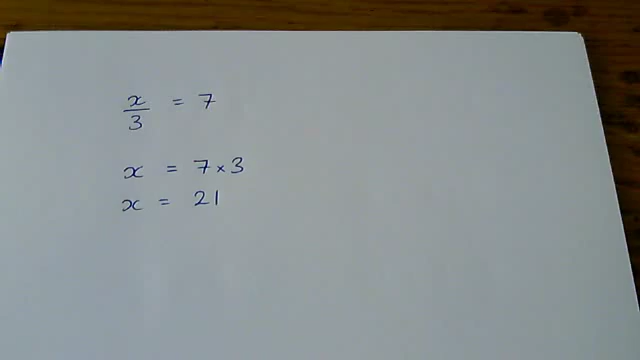 x/3 = 7
x = 7 × 3
x = 21